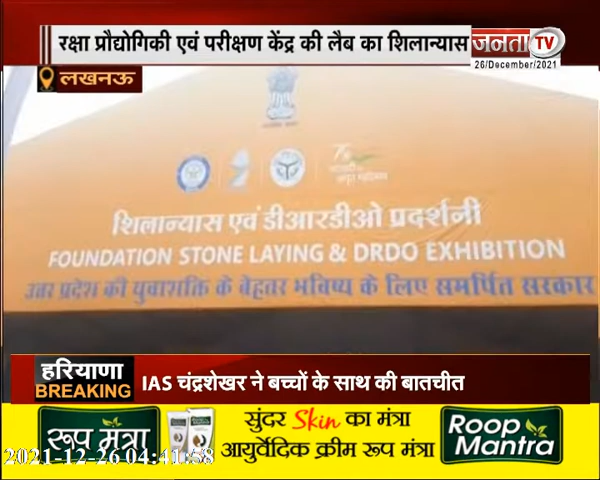 रक्षा प्रौद्योगिकी एवं परीक्षण केंद्र की लैब का शिलान्यास
जनता TV
26/December/2021
लखनऊ
शिलान्यास एवं डीआरडीओ प्रदर्शनी
FOUNDATION STONE LAYING & DRDO EXHIBITION
उत्तर प्रदेश की युवाशक्ति के बेहतर भविष्य के लिए समर्पित सरकार
हरियाणा
BREAKING
IAS चंद्रशेखर ने बच्चों के साथ की बातचीत
रूप मंत्रा
सुंदर Skin का मंत्रा
आयुर्वेदिक क्रीम रूप मंत्रा
Roop
Mantra
2021-12-26 04:41:58